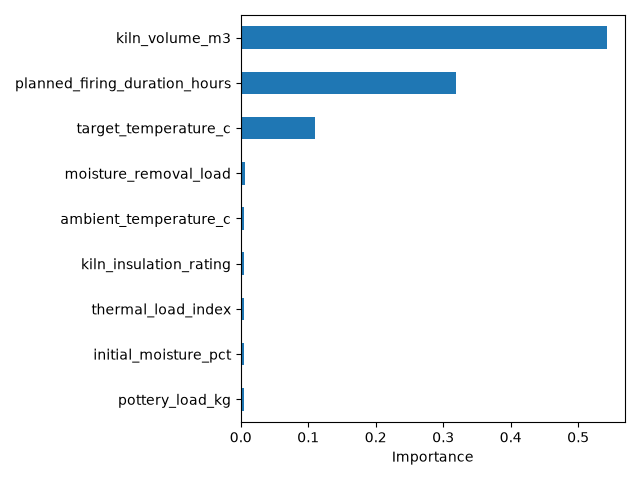 kiln_volume_m3
planned_firing_duration_hours
target_temperature_c
moisture_removal_load
ambient_temperature_c
kiln_insulation_rating
thermal_load_index
initial_moisture_pct
pottery_load_kg
0.0 0.1 0.2 0.3 0.4 0.5
Importance